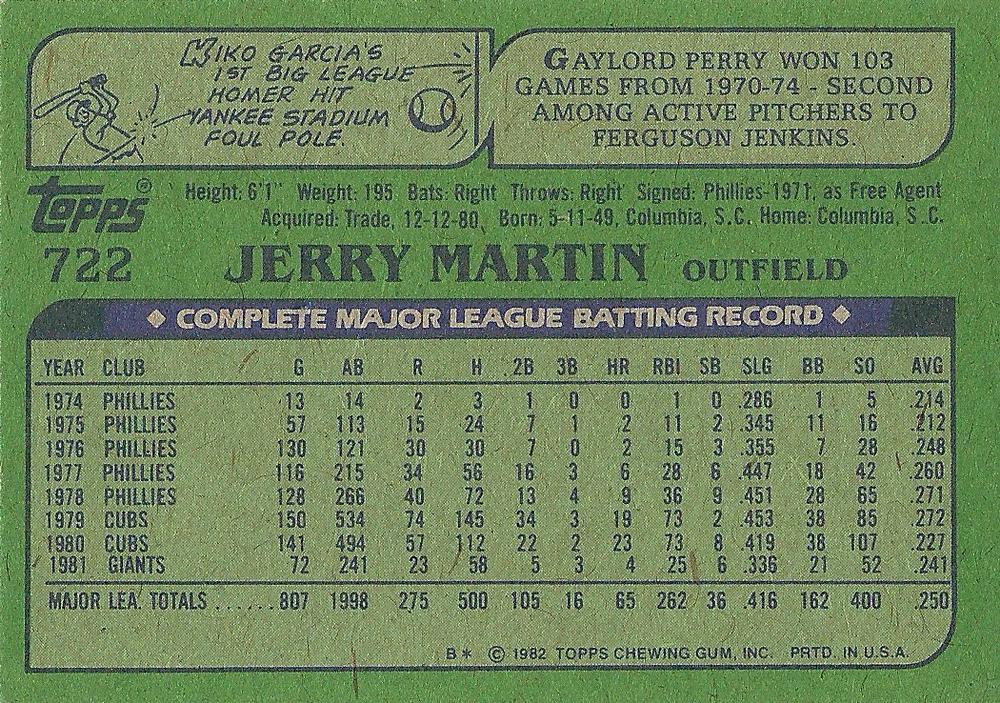 KIKO GARCIA'S
1ST BIG LEAGUE
HOMER HIT
YANKEE STADIUM
FOUL POLE.
GAYLORD PERRY WON 103
GAMES FROM 1970-74 - SECOND
AMONG ACTIVE PITCHERS TO
FERGUSON JENKINS.
Topps®
Height: 6'1" Weight: 195 Bats: Right Throws: Right Signed: Phillies-1971, as Free Agent
Acquired: Trade, 12-12-80, Born: 5-11-49, Columbia, S.C. Home: Columbia, S.C.
722 JERRY MARTIN OUTFIELD
COMPLETE MAJOR LEAGUE BATTING RECORD
YEAR CLUB G AB R H 2B 3B HR RBI SB SLG BB SO AVG
1974 PHILLIES 13 14 2 3 1 0 0 1 0 .286 1 5 .214
1975 PHILLIES 57 113 15 24 7 1 2 11 2 .345 11 16 .212
1976 PHILLIES 130 121 30 30 7 0 2 15 3 .355 7 28 .248
1977 PHILLIES 116 215 34 56 16 3 6 28 6 .447 18 42 .260
1978 PHILLIES 128 266 40 72 13 4 9 36 9 .451 28 65 .271
1979 CUBS 150 534 74 145 34 3 19 73 2 .453 38 85 .272
1980 CUBS 141 494 57 112 22 2 23 73 8 .419 38 107 .227
1981 GIANTS 72 241 23 58 5 3 4 25 6 .336 21 52 .241
MAJOR LEA. TOTALS ......807 1998 275 500 105 16 65 262 36 .416 162 400 .250
B* © 1982 TOPPS CHEWING GUM, INC. PRTD. IN U.S.A.